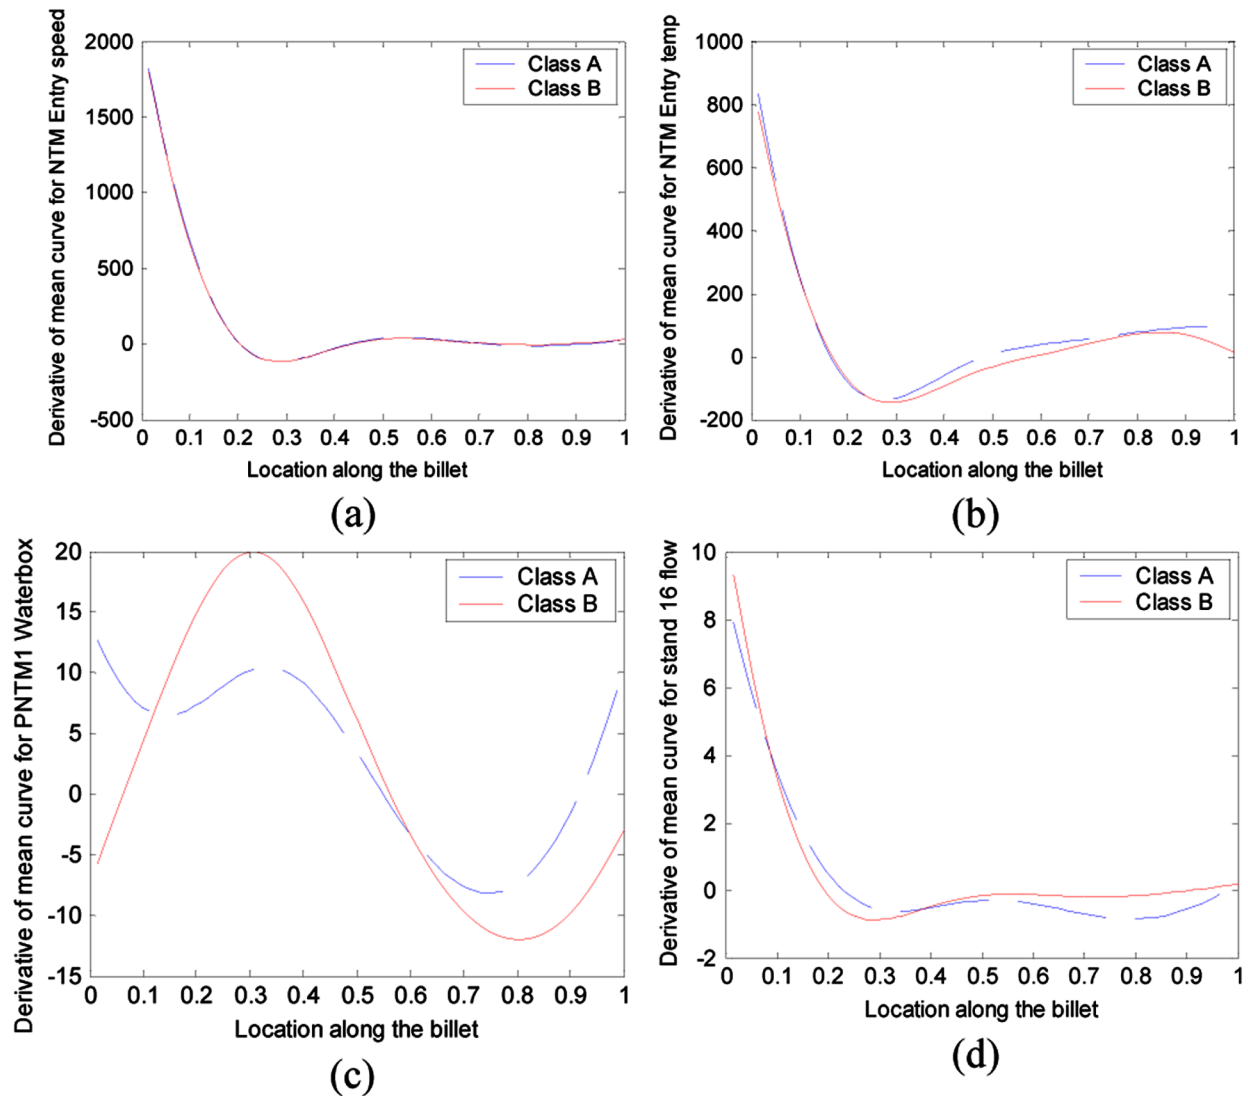 Derivative of mean curve for NTM Entry speed
2000
1500
1000
500
0
-500
0 0.1 0.2 0.3 0.4 0.5 0.6 0.7 0.8 0.9 1
Location along the billet
Class A
Class B
(a)
Derivative of mean curve for NTM Entry temp
1000
800
600
400
200
0
-200
0 0.1 0.2 0.3 0.4 0.5 0.6 0.7 0.8 0.9 1
Location along the billet
Class A
Class B
(b)
Derivative of mean curve for PNTM1 Waterbox
20
15
10
5
0
-5
-10
-15
0 0.1 0.2 0.3 0.4 0.5 0.6 0.7 0.8 0.9 1
Location along the billet
Class A
Class B
(c)
Derivative of mean curve for stand 16 flow
10
8
6
4
2
0
-2
0 0.1 0.2 0.3 0.4 0.5 0.6 0.7 0.8 0.9 1
Location along the billet
Class A
Class B
(d)